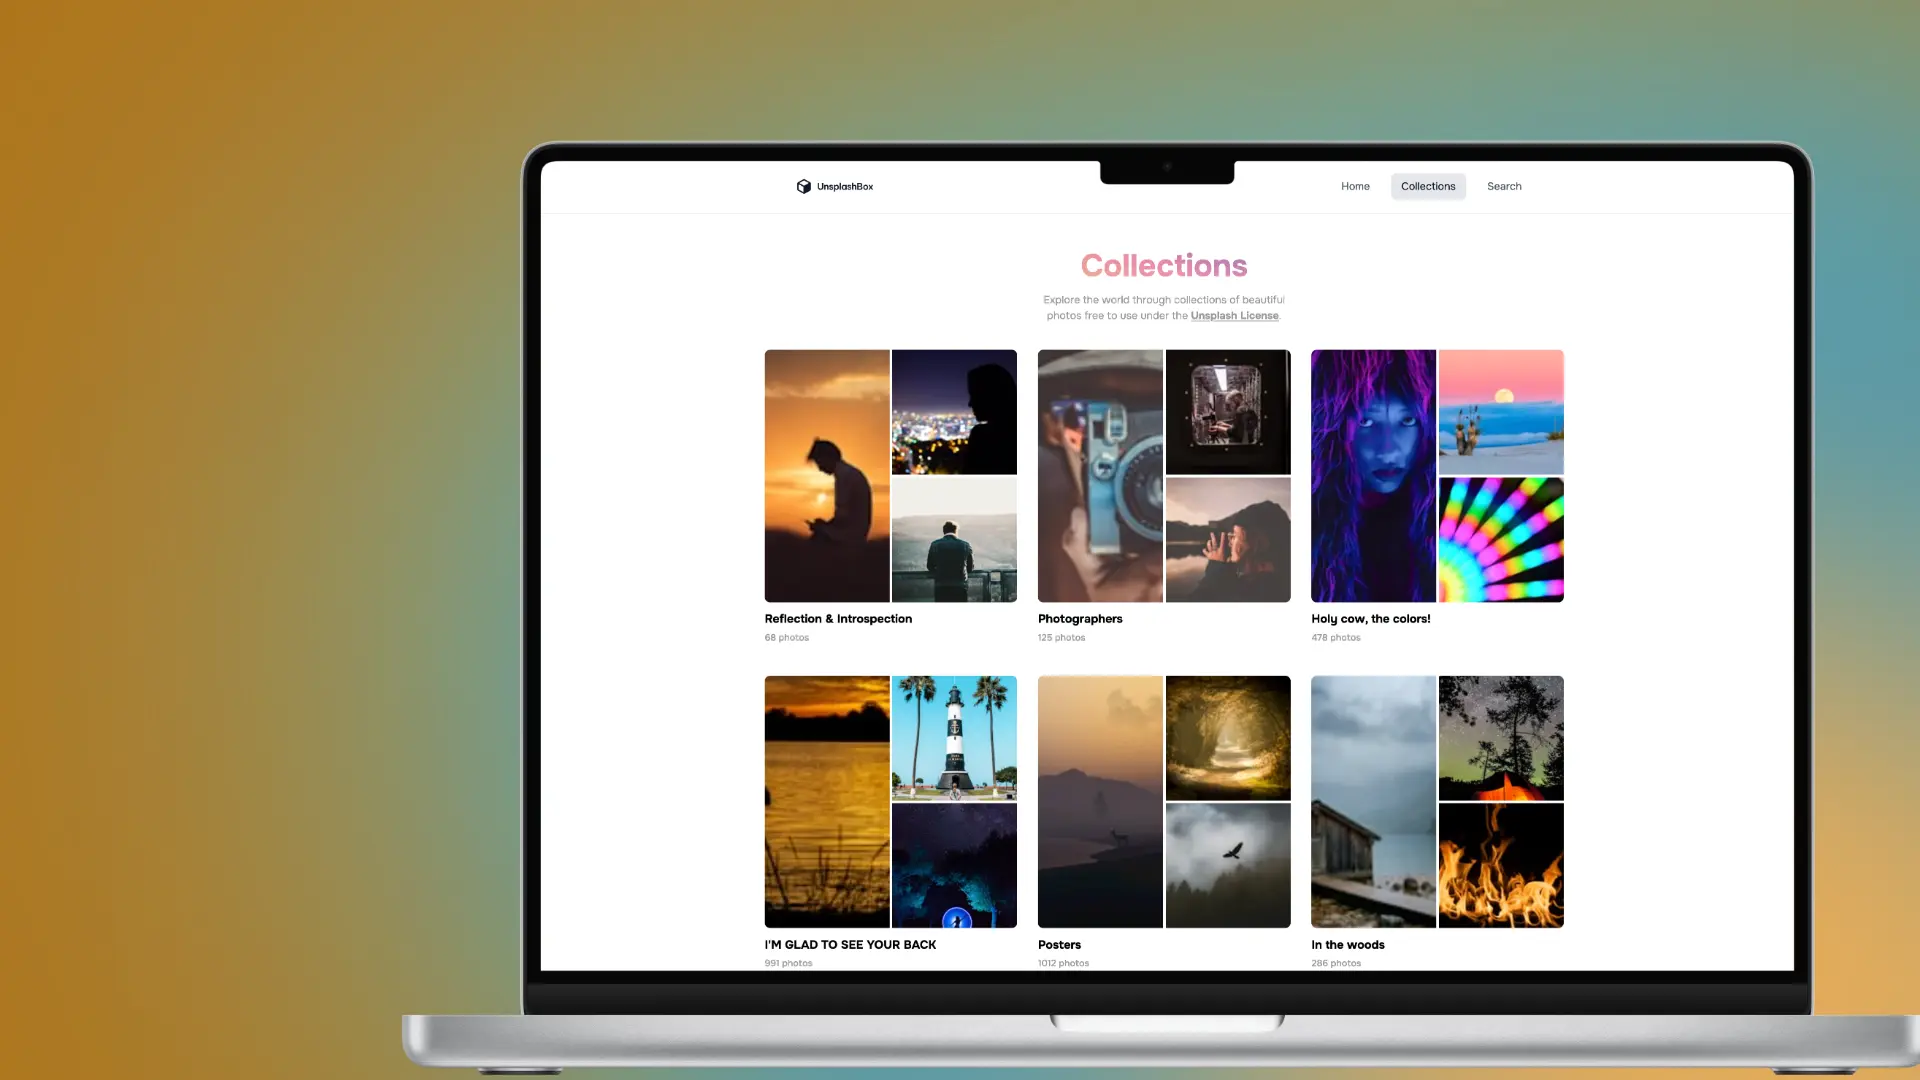 UnsplashBox
Home
Collections
Search
Collections
Explore the world through collections of beautiful
photos free to use under the Unsplash License.
Reflection & Introspection
68 photos
Photographers
125 photos
Holy cow, the colors!
478 photos
I'M GLAD TO SEE YOUR BACK
991 photos
Posters
1012 photos
In the woods
286 photos